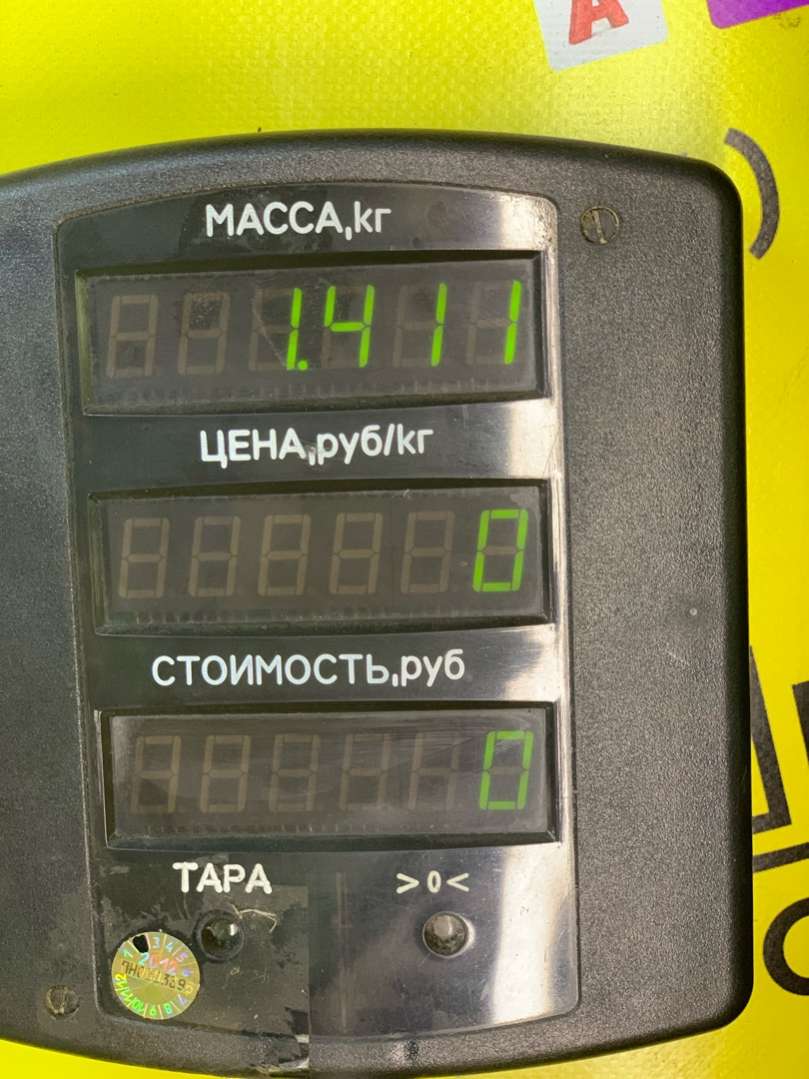 А
МАССА,кг
1.411
ЦЕНА,руб/кг
0
СТОИМОСТЬ,руб
0
ТАРА >0<